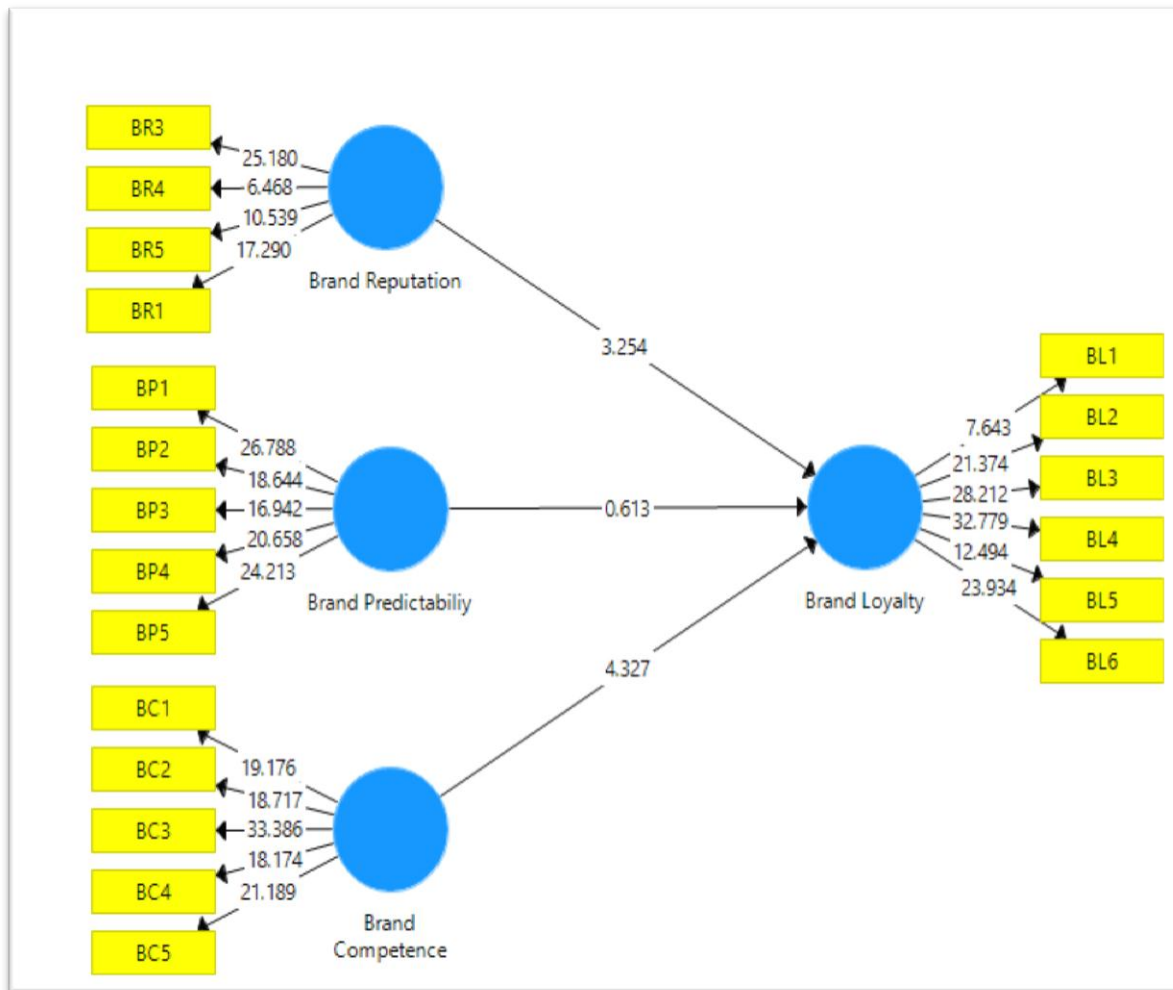 BR3
BR4
BR5
BR1
25.180
6.468
10.539
17.290
Brand Reputation
3.254
BP1
BP2
BP3
BP4
BP5
26.788
18.644
16.942
20.658
24.213
Brand Predictabiliy
0.613
BC1
BC2
BC3
BC4
BC5
19.176
18.717
33.386
18.174
21.189
Brand
Competence
4.327
Brand Loyalty
7.643
21.374
28.212
32.779
12.494
23.934
BL1
BL2
BL3
BL4
BL5
BL6